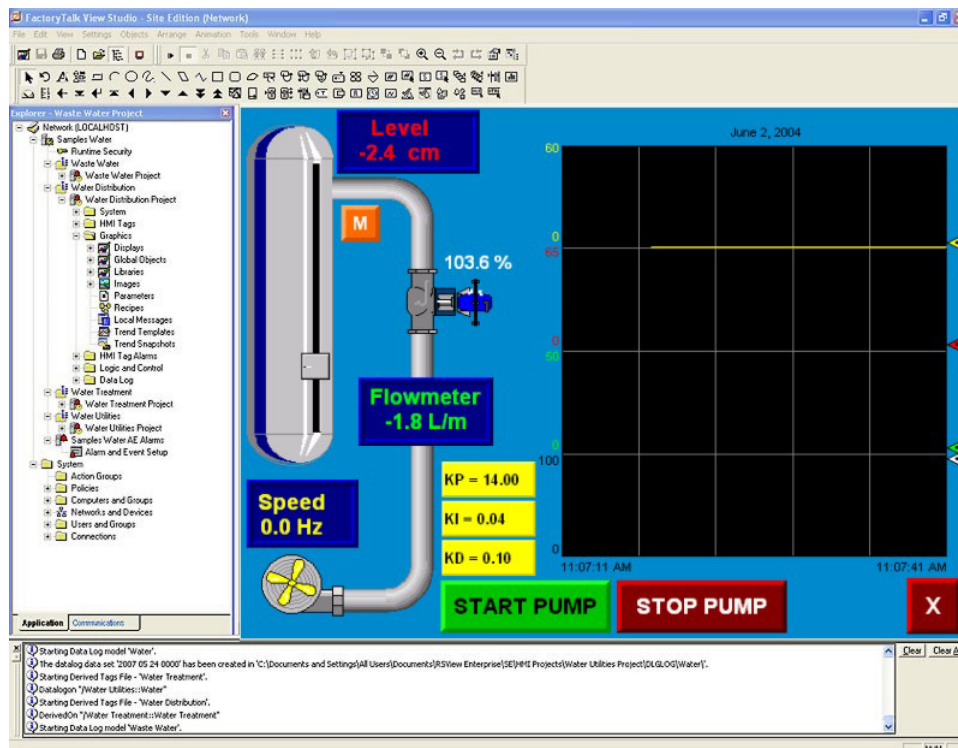 FactoryTalk View Studio - Site Edition (Network)
File Edit View Settings Objects Arrange Animation Tools Window Help
Explorer - Waste Water Project
Network (LOCALHOST)
Samples Water
Runtime Security
Waste Water
Waste Water Project
Water Distribution
Water Distribution Project
System
HMI Tags
Graphics
Displays
Global Objects
Libraries
Images
Parameters
Recipes
Local Messages
Trend Templates
Trend Snapshots
HMI Tag Alarms
Logic and Control
Data Log
Water Treatment
Water Treatment Project
Water Utilities
Water Utilities Project
Samples Water AE Alarms
Alarm and Event Setup
System
Action Groups
Policies
Computers and Groups
Networks and Devices
Users and Groups
Connections
Application Communications
Level
-2.4 cm
M
103.6 %
Flowmeter
-1.8 L/m
Speed
0.0 Hz
KP = 14.00
KI = 0.04
KD = 0.10
June 2, 2004
60
0
65
0
50
0
100
0
11:07:11 AM 11:07:41 AM
START PUMP STOP PUMP X
Starting Data Log model 'Water'.
The datalog data set '2007 05 24 0000' has been created in 'C:\Documents and Settings\All Users\Documents\RSView Enterprise\SE\HMI Projects\Water Utilities Project\DLGLOG\Water\'.
Starting Derived Tags File - 'Water Treatment'.
Datalogon "/Water Utilities::Water"
Starting Derived Tags File - 'Water Distribution'.
DerivedOn "/Water Treatment::Water Treatment"
Starting Data Log model 'Waste Water'.
Clear Clear A